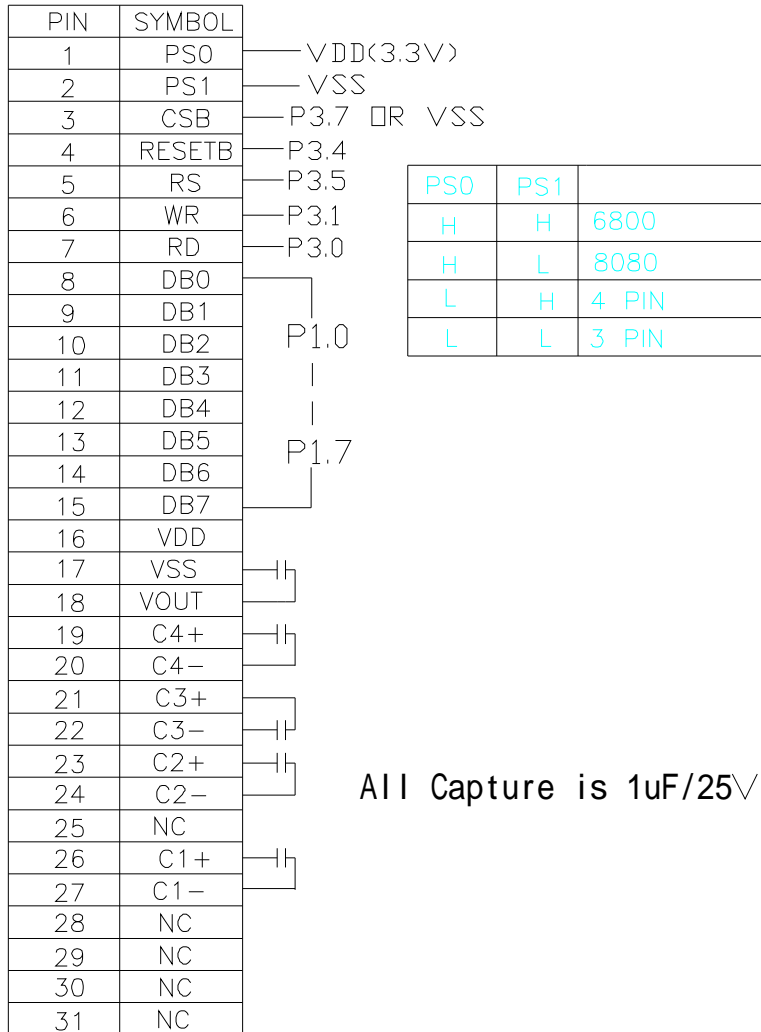 PIN SYMBOL
1 PS0 VDD(3.3V)
2 PS1 VSS
3 CSB P3.7 OR VSS
4 RESETB P3.4
5 RS P3.5
6 WR P3.1
7 RD P3.0
8 DB0
9 DB1
10 DB2 P1.0
11 DB3
12 DB4
13 DB5 P1.7
14 DB6
15 DB7
16 VDD
17 VSS
18 VOUT
19 C4+
20 C4-
21 C3+
22 C3-
23 C2+
24 C2-
25 NC
26 C1+
27 C1-
28 NC
29 NC
30 NC
31 NC
PS0 PS1
H H 6800
H L 8080
L H 4 PIN
L L 3 PIN
All Capture is 1uF/25V